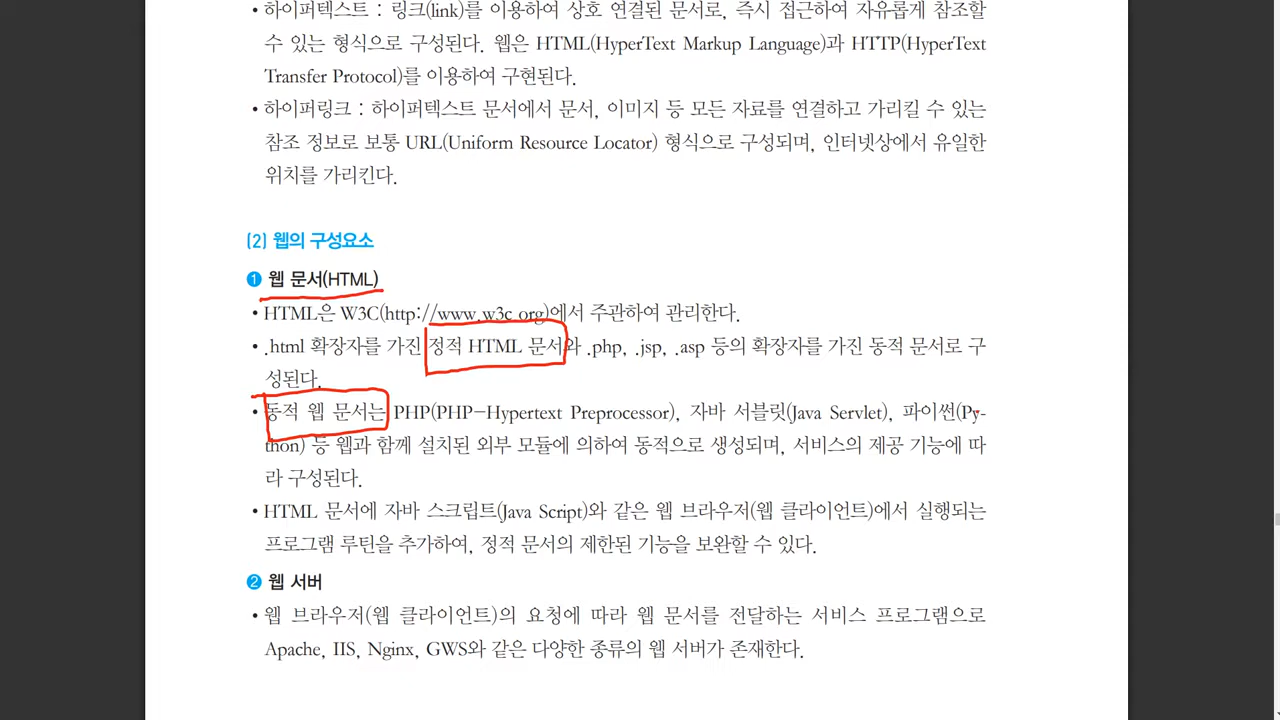 • 하이퍼텍스트 : 링크(link)를 이용하여 상호 연결된 문서로, 즉시 접근하여 자유롭게 참조할
수 있는 형식으로 구성된다. 웹은 HTML(HyperText Markup Language)과 HTTP(HyperText
Transfer Protocol)를 이용하여 구현된다.
• 하이퍼링크 : 하이퍼텍스트 문서에서 문서, 이미지 등 모든 자료를 연결하고 가리킬 수 있는
참조 정보로 보통 URL(Uniform Resource Locator) 형식으로 구성되며, 인터넷상에서 유일한
위치를 가리킨다.
(2) 웹의 구성요소
❶ 웹 문서(HTML)
• HTML은 W3C(http://www.w3c.org)에서 주관하여 관리한다.
• .html 확장자를 가진 정적 HTML 문서와 .php, .jsp, .asp 등의 확장자를 가진 동적 문서로 구
성된다.
• 동적 웹 문서는 PHP(PHP-Hypertext Preprocessor), 자바 서블릿(Java Servlet), 파이썬(Py-
thon) 등 웹과 함께 설치된 외부 모듈에 의하여 동적으로 생성되며, 서비스의 제공 기능에 따
라 구성된다.
• HTML 문서에 자바 스크립트(Java Script)와 같은 웹 브라우저(웹 클라이언트)에서 실행되는
프로그램 루틴을 추가하여, 정적 문서의 제한된 기능을 보완할 수 있다.
❷ 웹 서버
• 웹 브라우저(웹 클라이언트)의 요청에 따라 웹 문서를 전달하는 서비스 프로그램으로
Apache, IIS, Nginx, GWS와 같은 다양한 종류의 웹 서버가 존재한다.